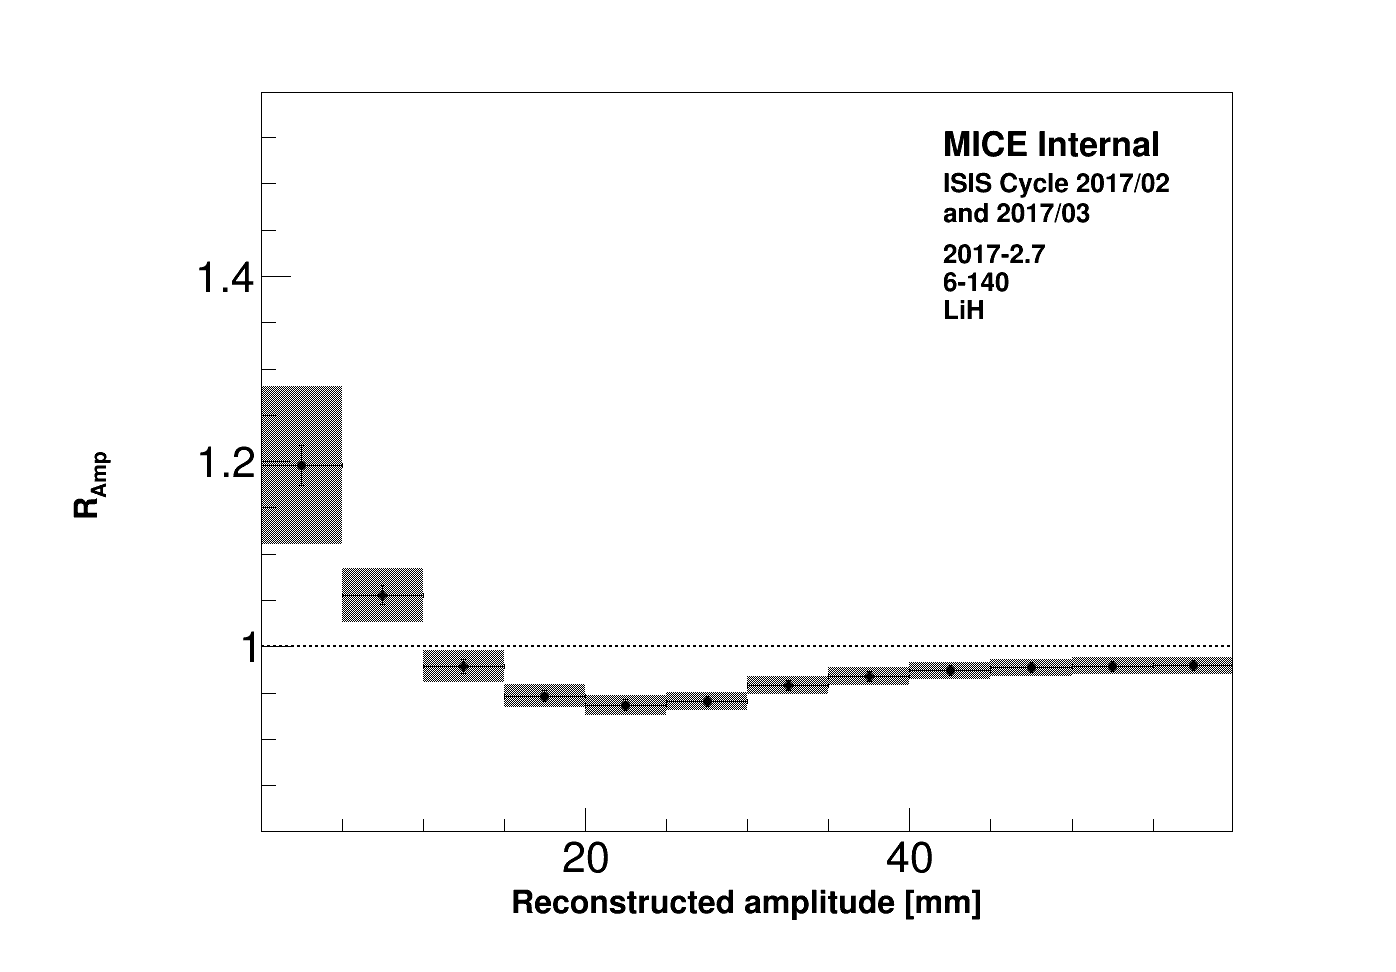 MICE Internal
ISIS Cycle 2017/02
and 2017/03
2017-2.7
6-140
LiH
1.4
1.2
1
R_Amp
20
40
Reconstructed amplitude [mm]